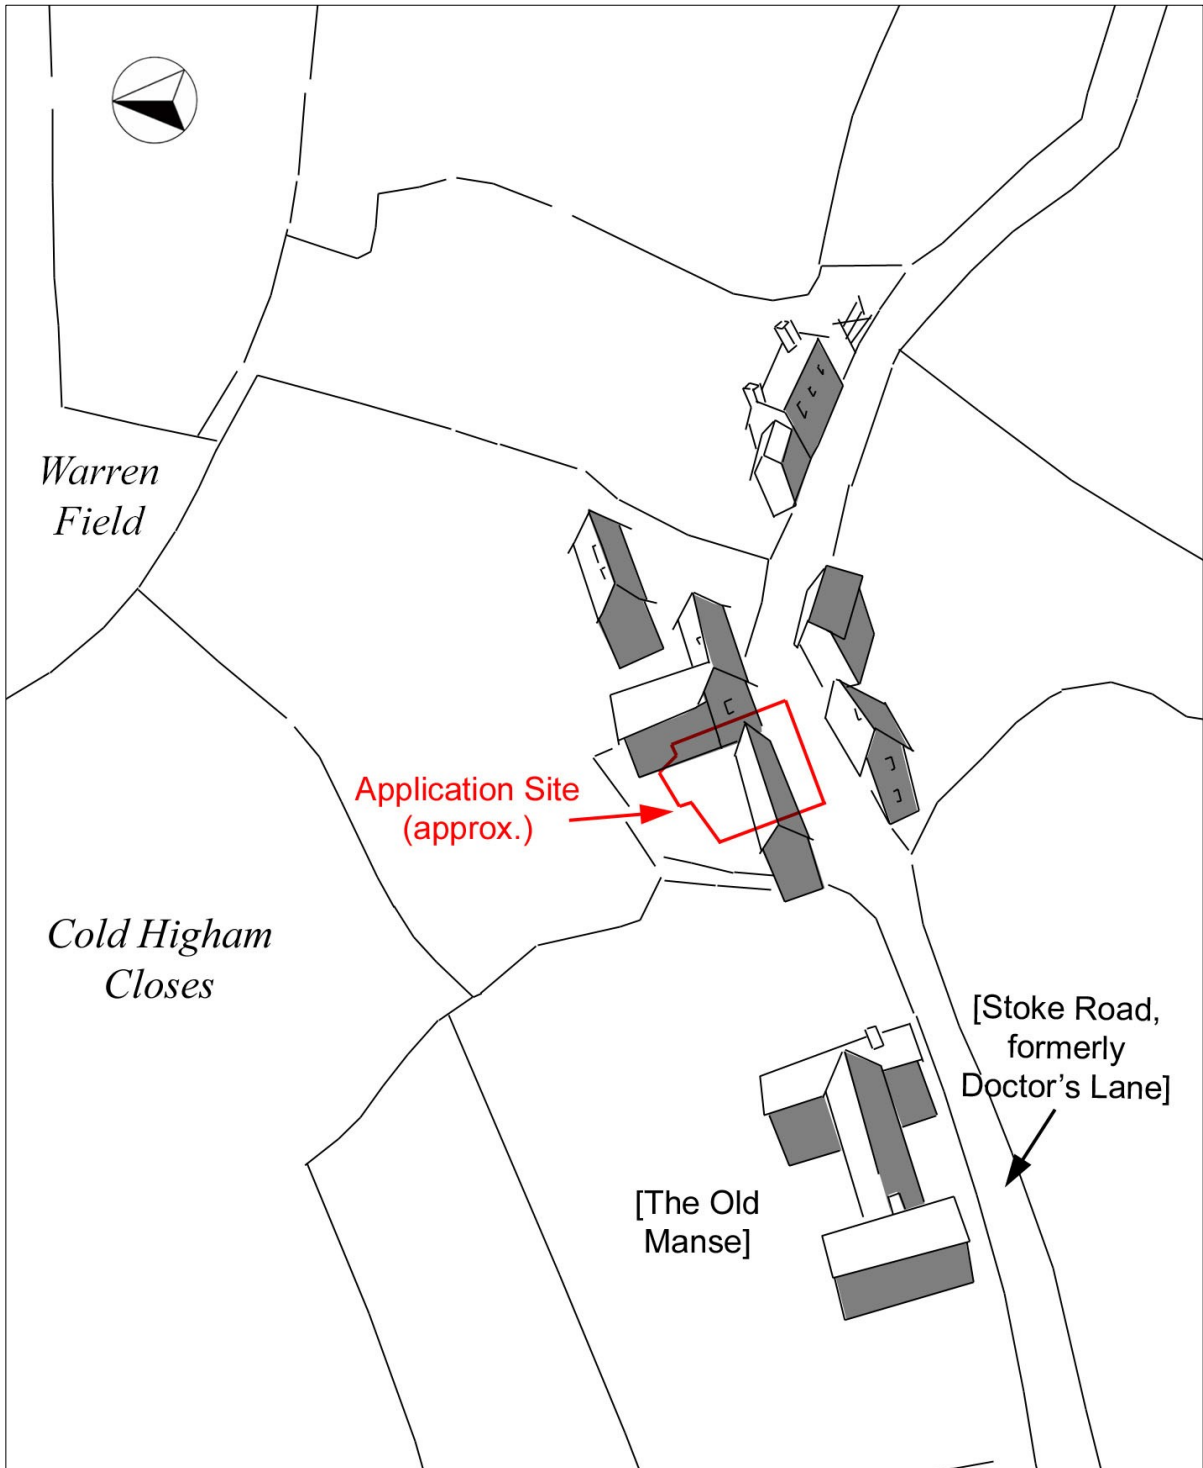 Warren
Field
Application Site
(approx.)
Cold Higham
Closes
[Stoke Road,
formerly
Doctor’s Lane]
[The Old
Manse]